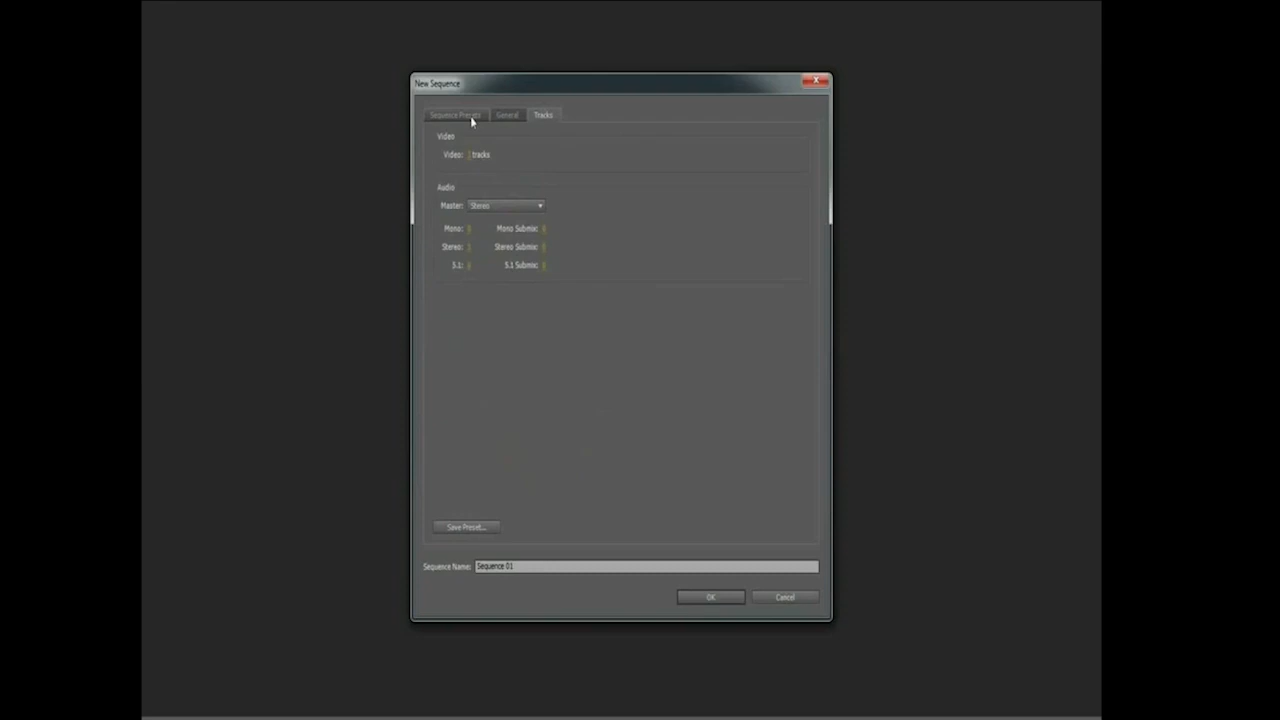 New Sequence
Sequence Presets General Tracks
Video
Video: tracks
Audio
Master: Stereo
Mono: Mono Submix:
Stereo: Stereo Submix:
5.1: 5.1 Submix:
Save Preset...
Sequence Name: Sequence 01
OK Cancel